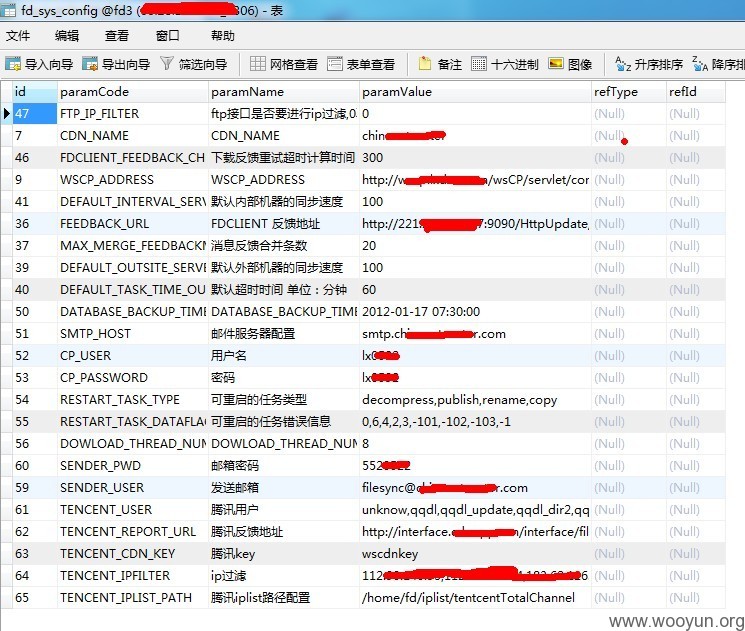 fd_sys_config @fd3 ( 306) - 表
文件 编辑 查看 窗口 帮助
导入向导 导出向导 筛选向导 网格查看 表单查看 备注 十六进制 图像 升序排序 降序排
id paramCode paramName paramValue refType refId
47 FTP_IP_FILTER ftp接口是否要进行ip过滤,0 0 (Null) (Null)
7 CDN_NAME CDN_NAME chin (Null) (Null)
46 FDCLIENT_FEEDBACK_CH 下载反馈重试超时计算时间 300 (Null) (Null)
9 WSCP_ADDRESS WSCP_ADDRESS http://w a/wsCP/servlet/cor (Null) (Null)
41 DEFAULT_INTERVAL_SERV 默认内部机器的同步速度 100 (Null) (Null)
36 FEEDBACK_URL FDCLIENT 反馈地址 http://221. 7:9090/HttpUpdate, (Null) (Null)
37 MAX_MERGE_FEEDBACKN 消息反馈合并条数 20 (Null) (Null)
39 DEFAULT_OUTSITE_SERVE 默认外部机器的同步速度 100 (Null) (Null)
40 DEFAULT_TASK_TIME_OU 默认超时时间 单位：分钟 60 (Null) (Null)
50 DATABASE_BACKUP_TIME DATABASE_BACKUP_TIME 2012-01-17 07:30:00 (Null) (Null)
51 SMTP_HOST 邮件服务器配置 smtp.chi r.com (Null) (Null)
52 CP_USER 用户名 lx0 (Null) (Null)
53 CP_PASSWORD 密码 lx (Null) (Null)
54 RESTART_TASK_TYPE 可重启的任务类型 decompress,publish,rename,copy (Null) (Null)
55 RESTART_TASK_DATAFLA 可重启的任务错误信息 0,6,4,2,3,-101,-102,-103,-1 (Null) (Null)
56 DOWLOAD_THREAD_NUM DOWLOAD_THREAD_NUM 8 (Null) (Null)
60 SENDER_PWD 邮箱密码 552 (Null) (Null)
59 SENDER_USER 发送邮箱 filesync@c r.com (Null) (Null)
61 TENCENT_USER 腾讯用户 unknow,qqdl,qqdl_update,qqdl_dir2,qq (Null) (Null)
62 TENCENT_REPORT_URL 腾讯反馈地址 http://interface. /interface/fil (Null) (Null)
63 TENCENT_CDN_KEY 腾讯key wscdnkey (Null) (Null)
64 TENCENT_IPFILTER ip过滤 112. (Null) (Null)
65 TENCENT_IPLIST_PATH 腾讯iplist路径配置 /home/fd/iplist/tentcentTotalChannel (Null) (Null)
www.wooyun.org